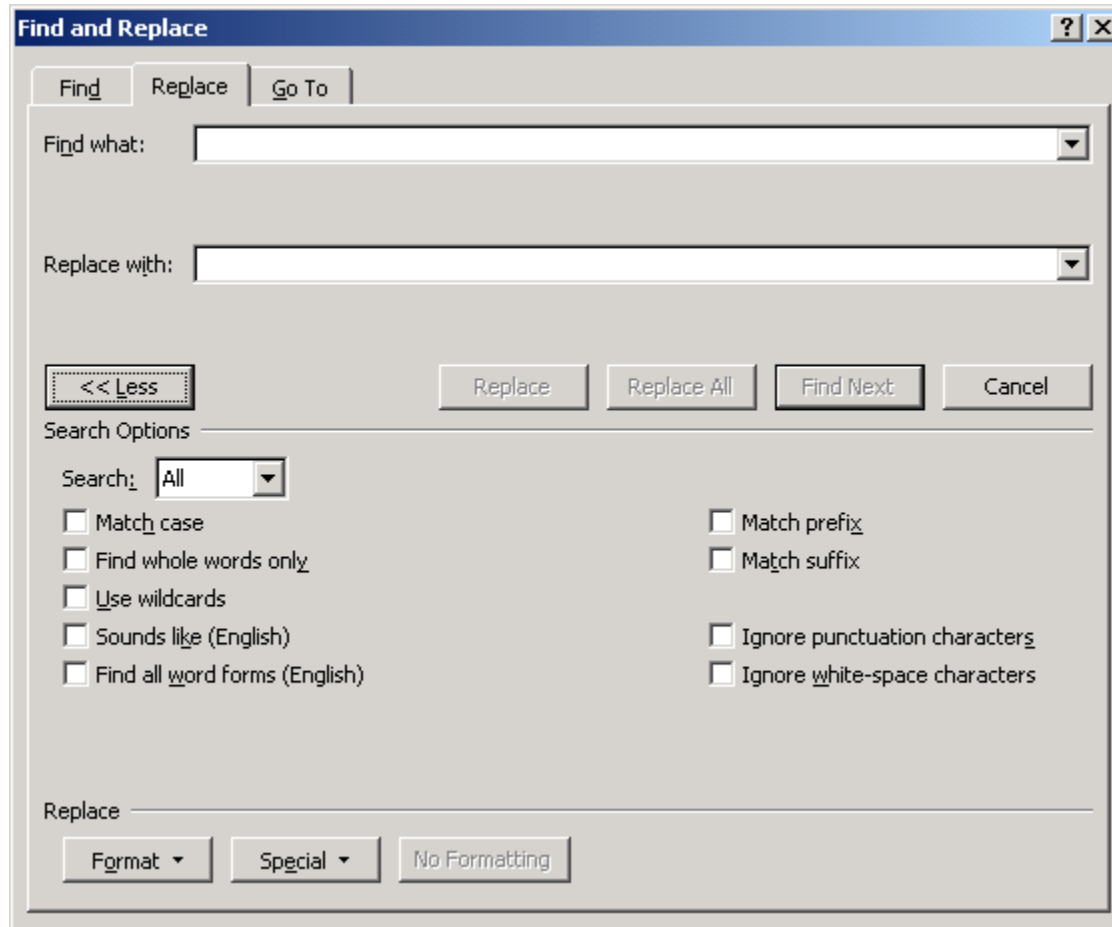 Find and Replace
Find Replace Go To
Find what:
Replace with:
<< Less Replace Replace All Find Next Cancel
Search Options
Search: All
Match case Match prefix
Find whole words only Match suffix
Use wildcards
Sounds like (English) Ignore punctuation characters
Find all word forms (English) Ignore white-space characters
Replace
Format Special No Formatting